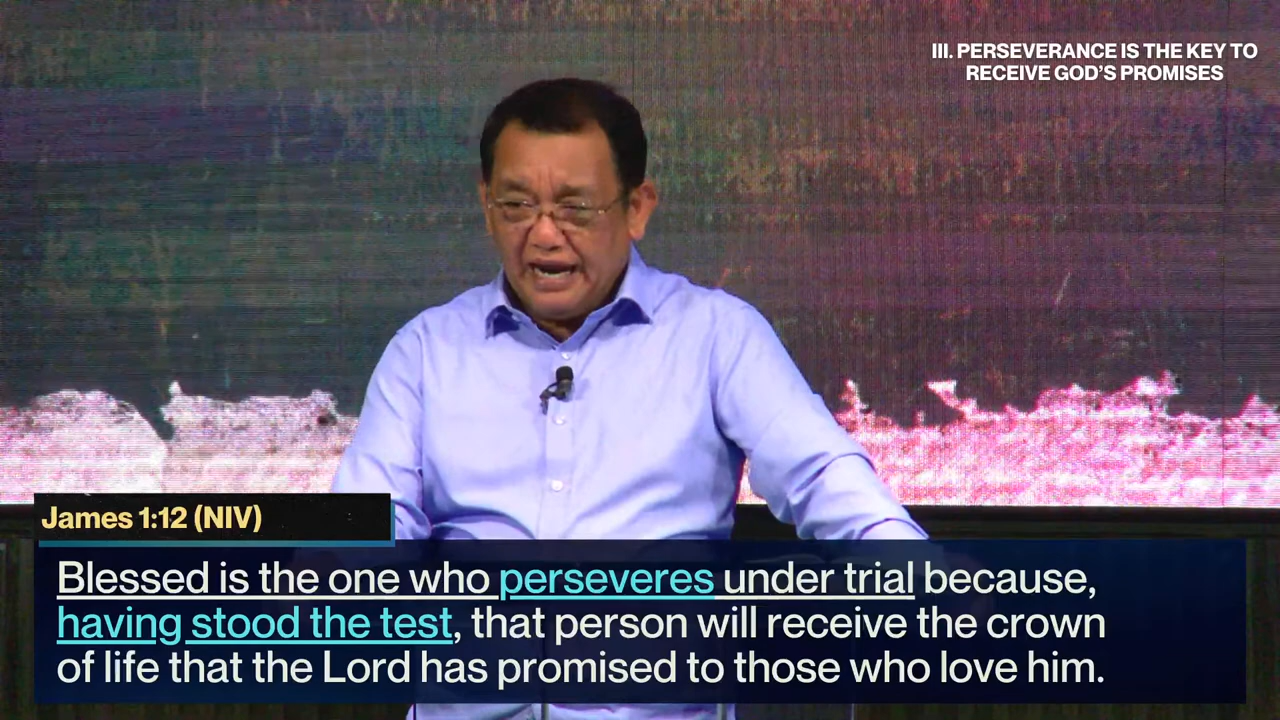 III. PERSEVERANCE IS THE KEY TO
RECEIVE GOD'S PROMISES
James 1:12 (NIV)
Blessed is the one who perseveres under trial because,
having stood the test, that person will receive the crown
of life that the Lord has promised to those who love him.